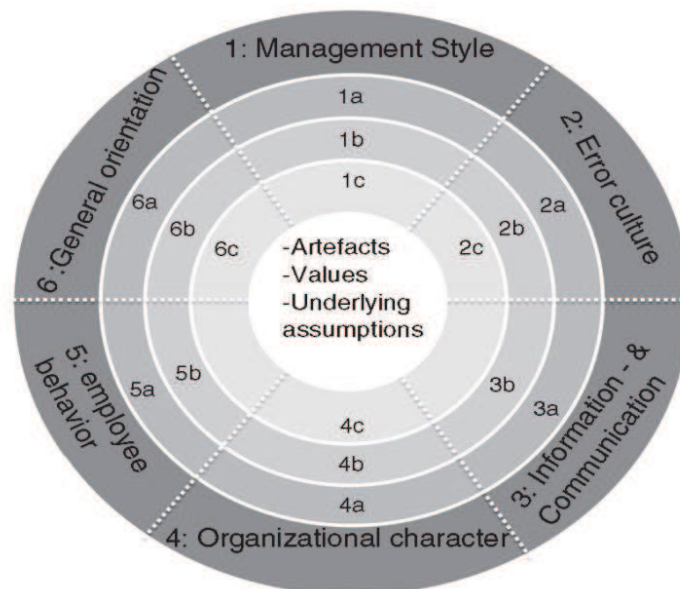 1: Management Style
1a
1b
1c
2: Error culture
2a
2b
2c
3: Information - &
Communication
3a
3b
4: Organizational character
4a
4b
4c
5: employee
behavior
5a
5b
6 :General orientation
6a
6b
6c
-Artefacts
-Values
-Underlying
assumptions